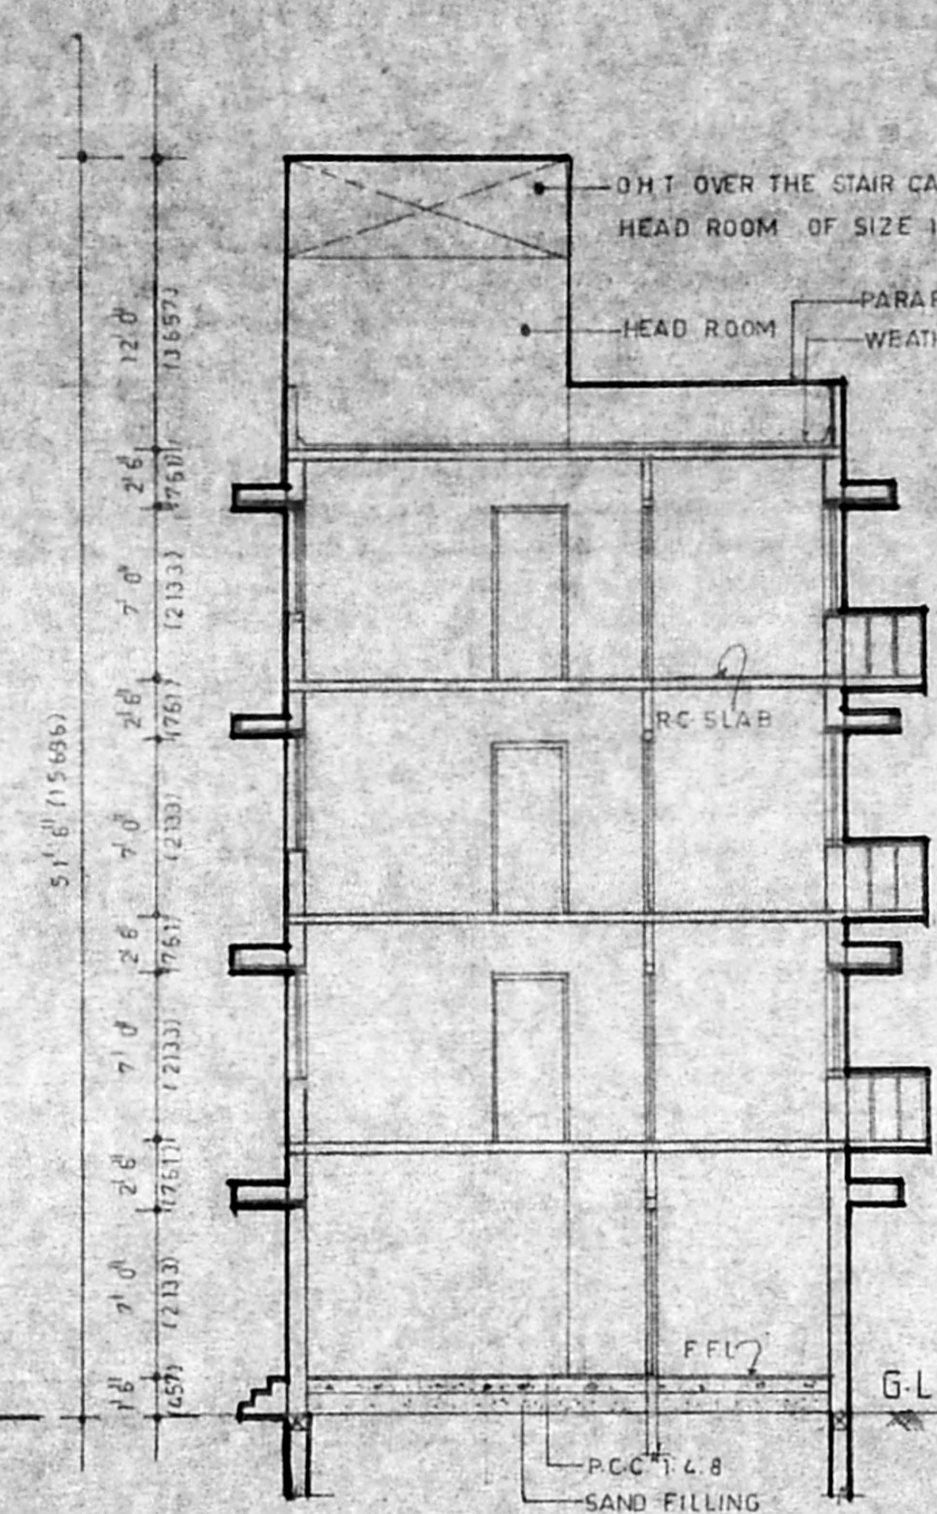 O.H.T OVER THE STAIR CA
HEAD ROOM OF SIZE 1
PARAP
HEAD ROOM
WEATH
12' 0"
(3657)
2' 6"
(761)
7' 0"
(2133)
2' 6"
(761)
R.C SLAB
51' 6" (15696)
7' 0"
(2133)
2' 6"
(761)
7' 0"
(2133)
2' 6"
(761)
7' 0"
(2133)
F.F.L
1' 6"
(457)
G.L
P.C.C 1:4:8
SAND FILLING